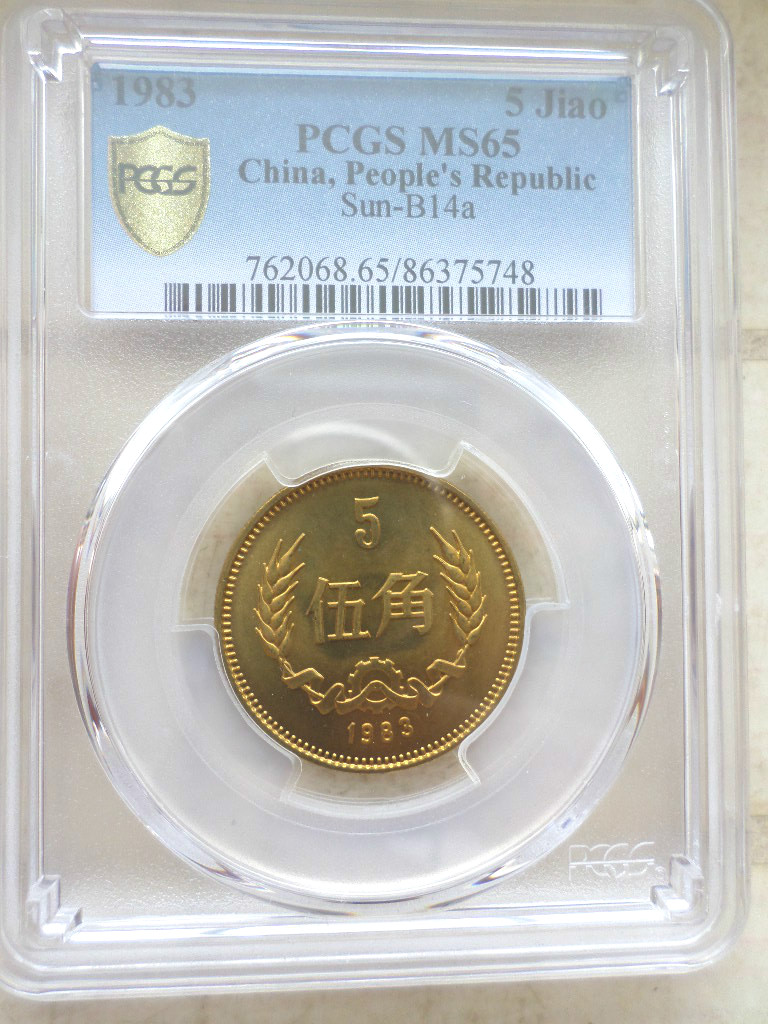 1983 5 Jiao
PCGS MS65
PCGS
China, People's Republic
Sun-B14a
762068.65/86375748
5
伍角
1983
PCGS